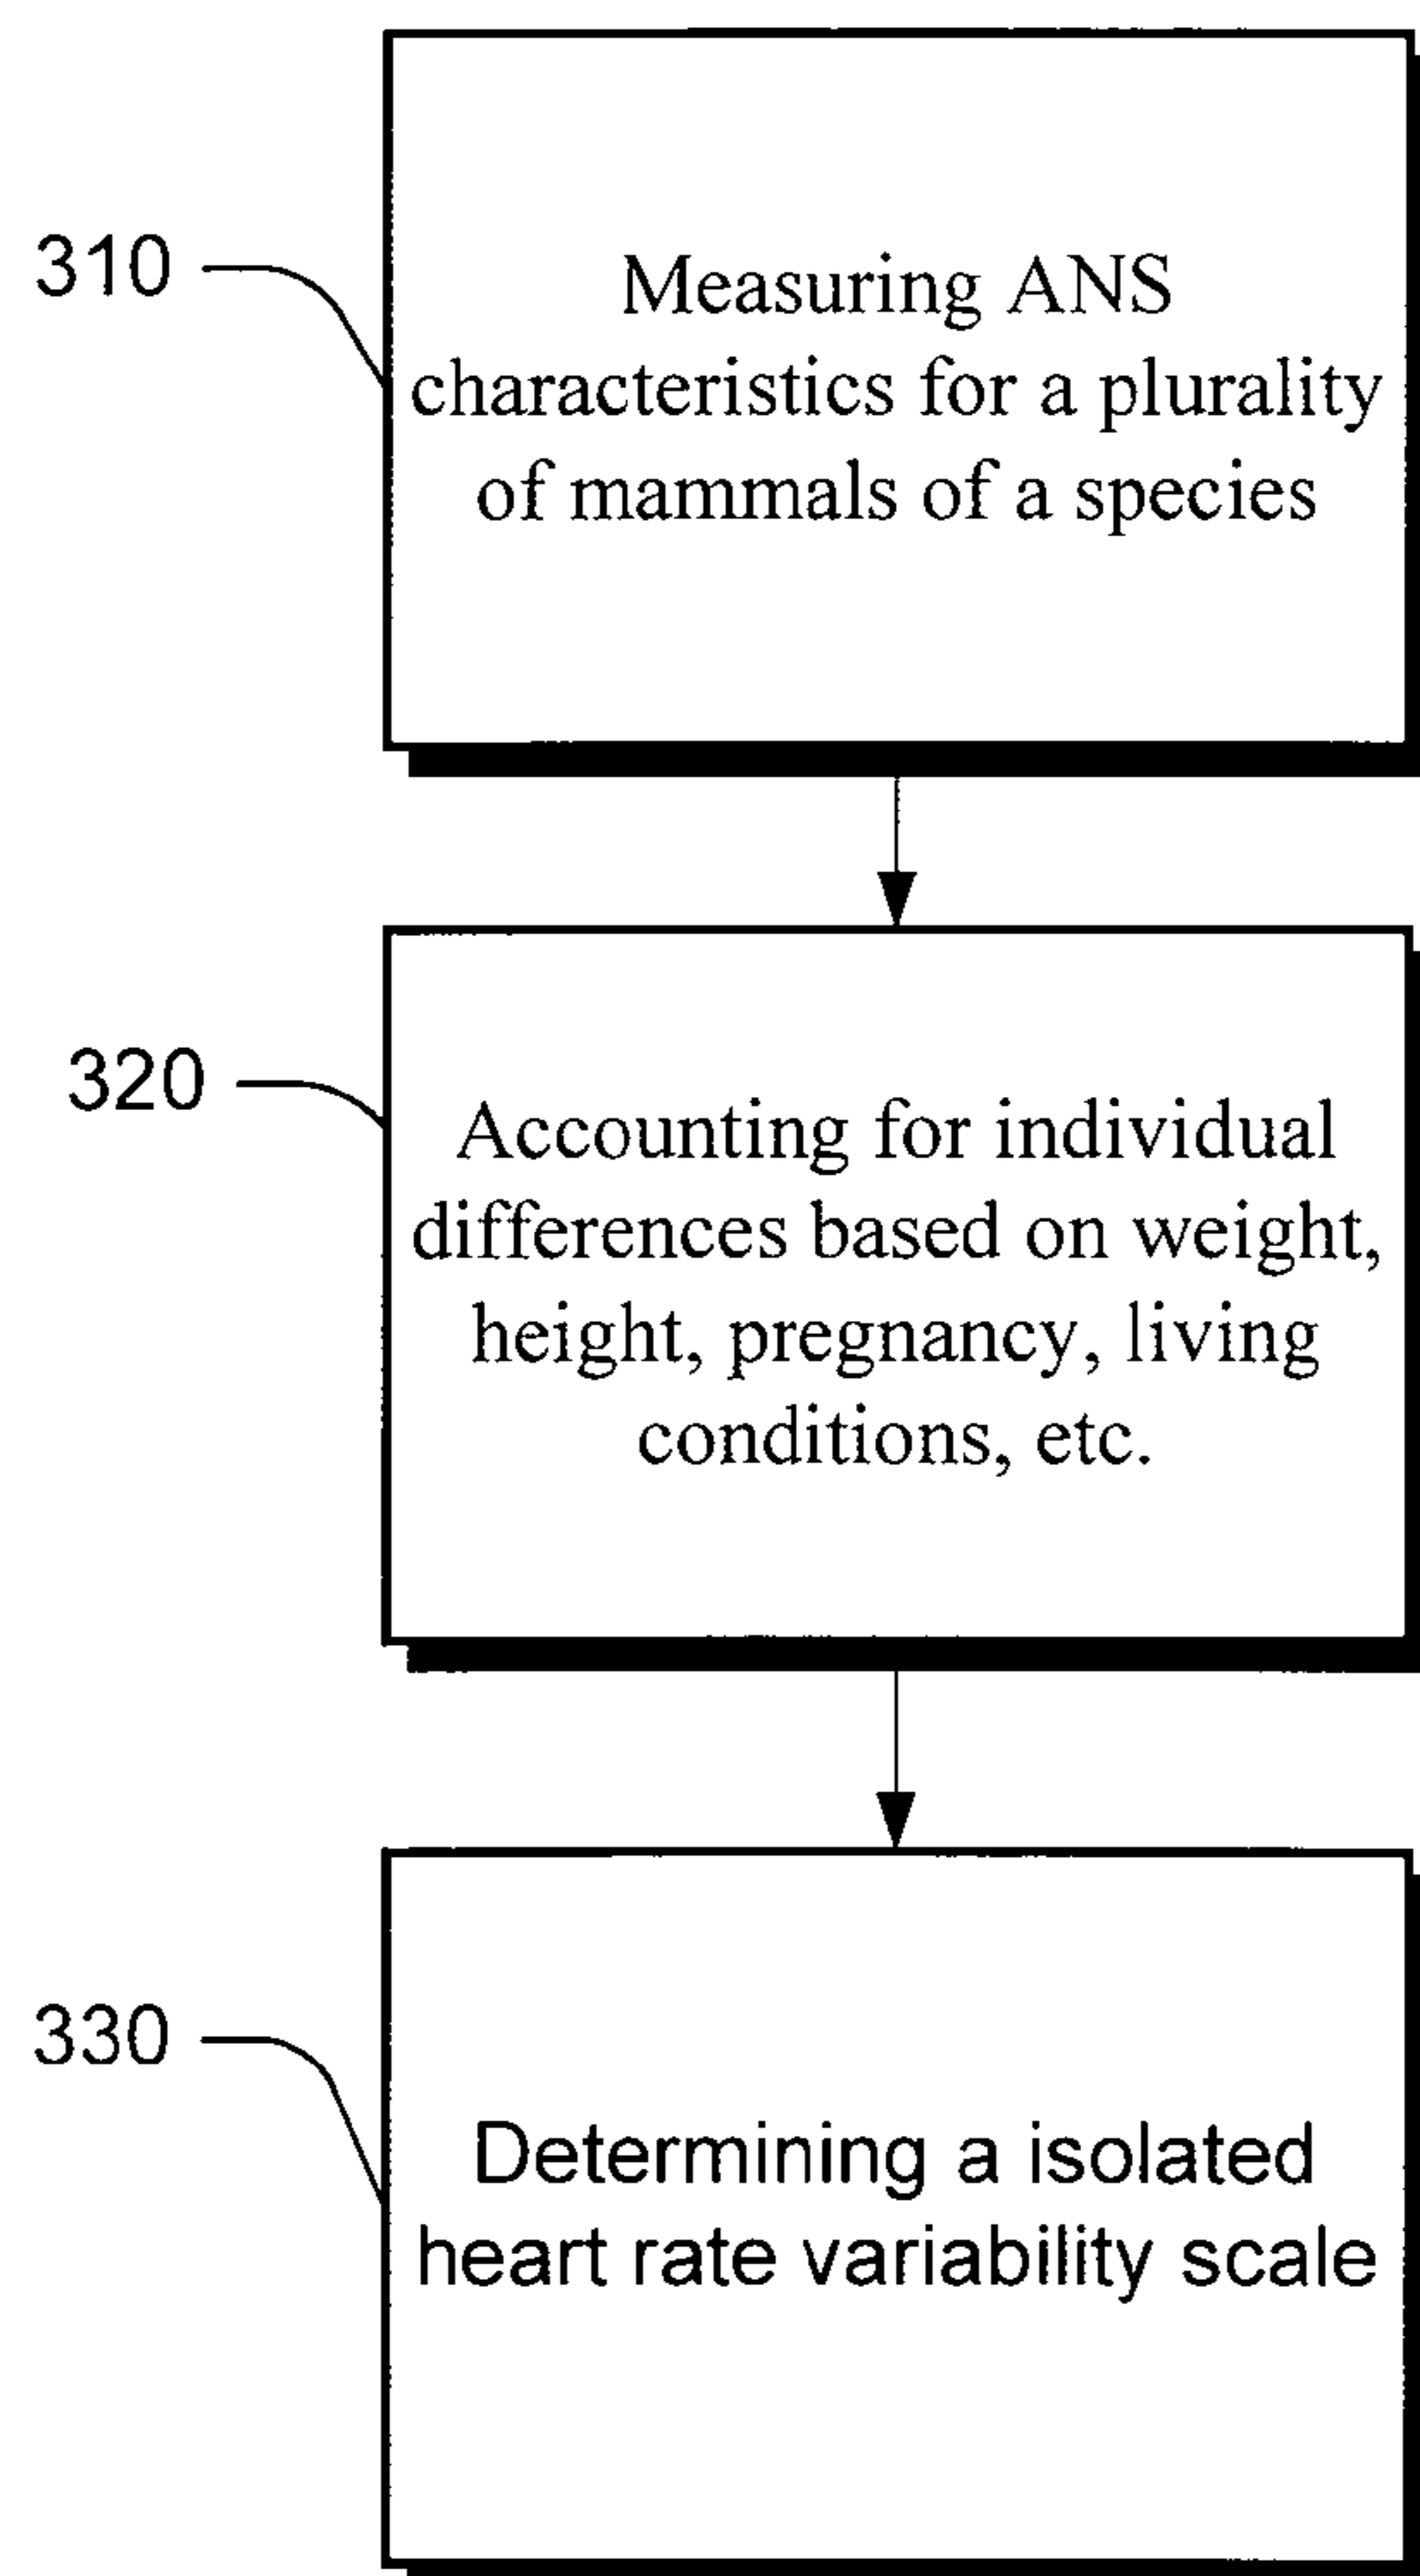 310
Measuring ANS
characteristics for a plurality
of mammals of a species
320
Accounting for individual
differences based on weight,
height, pregnancy, living
conditions, etc.
330
Determining a isolated
heart rate variability scale